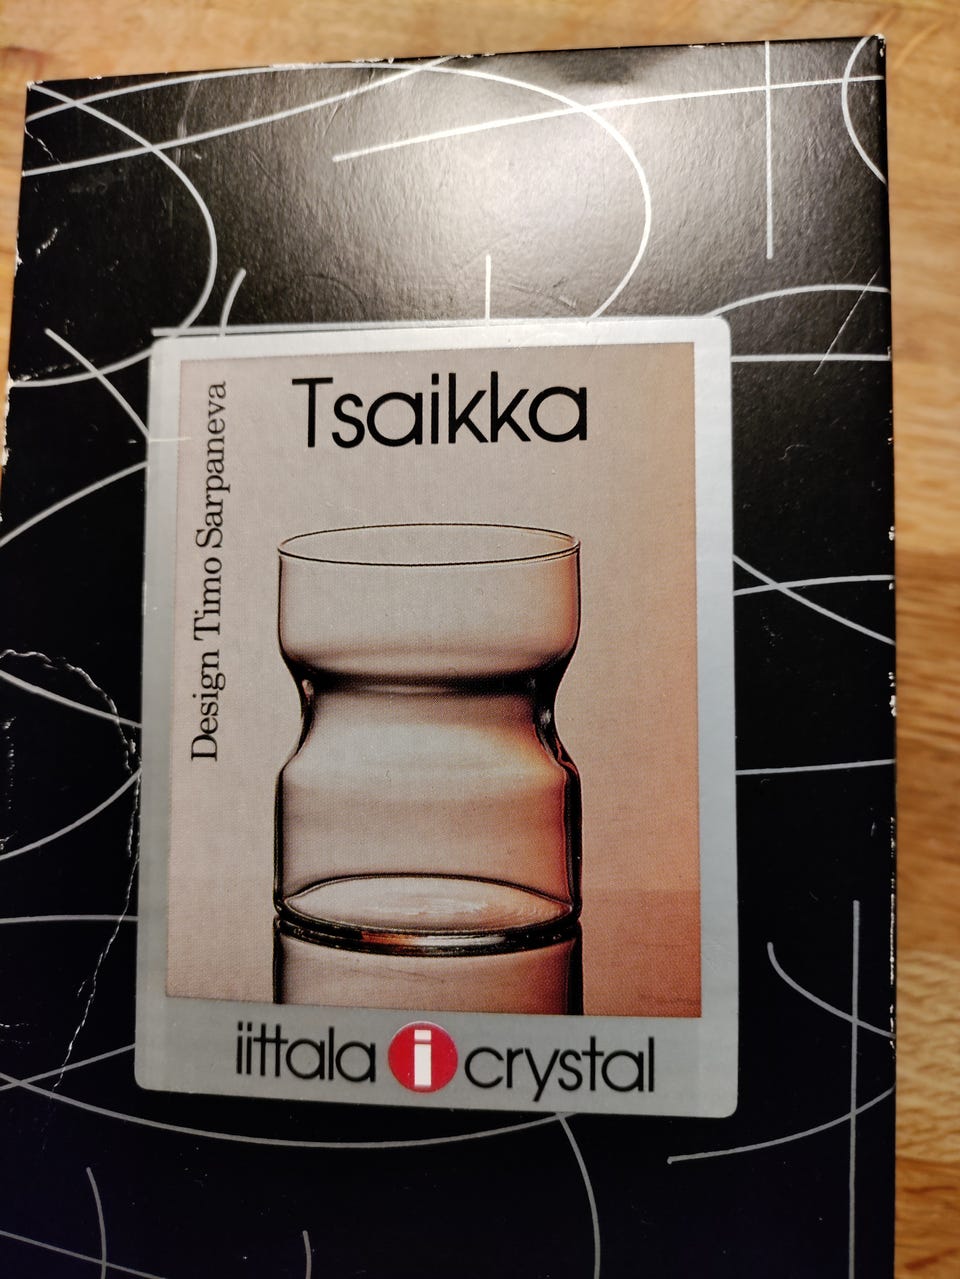 Tsaikka
Design Timo Sarpaneva
iittala i crystal